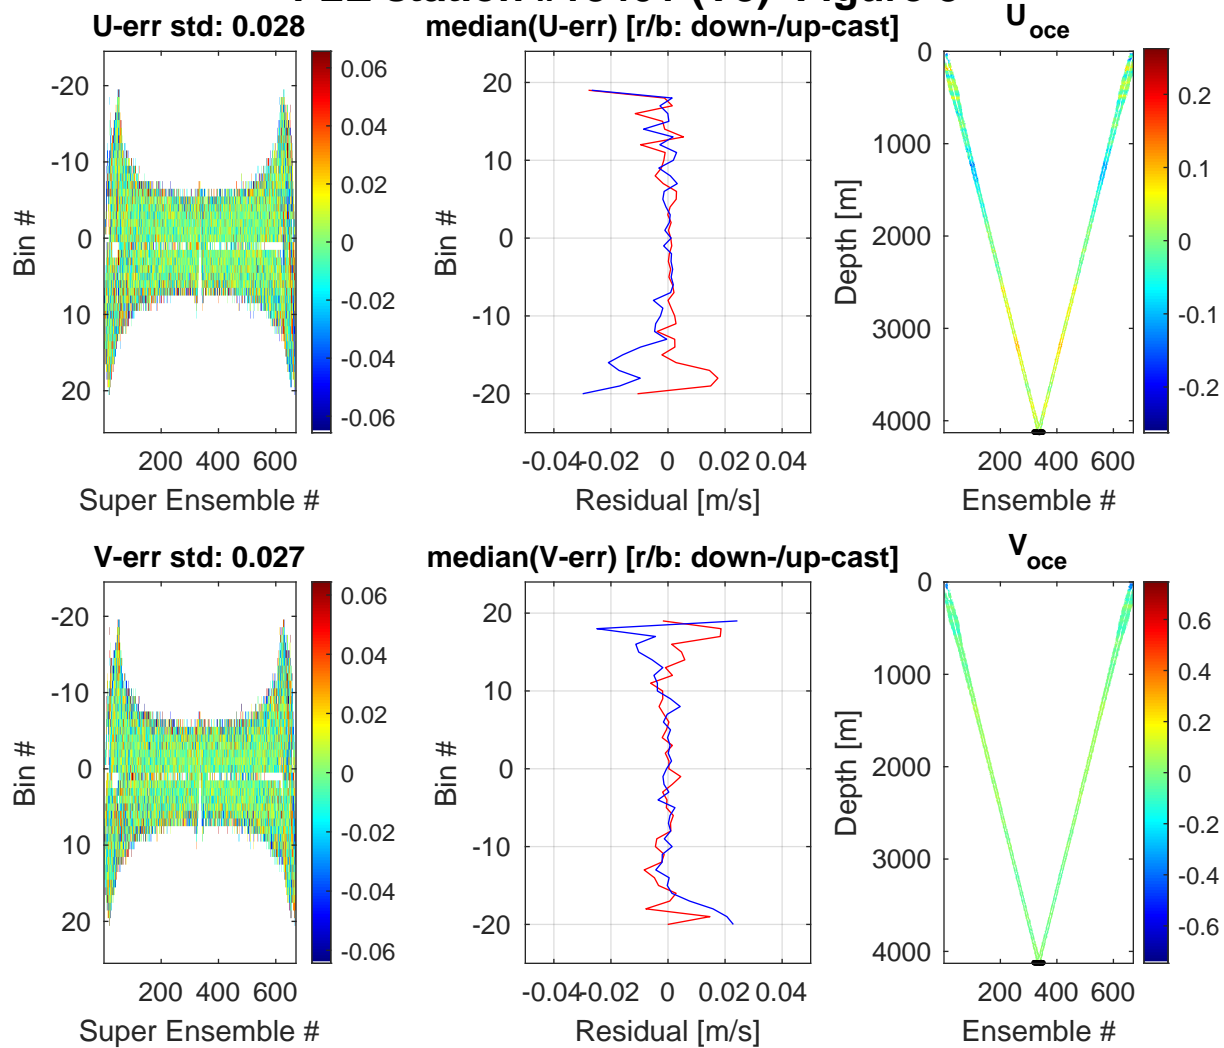 U-err std: 0.028
median(U-err) [r/b: down-/up-cast]
U oce
-20
-10
0
10
20
Bin #
200 400 600
Super Ensemble #
0.06
0.04
0.02
0
-0.02
-0.04
-0.06
20
10
0
-10
-20
Bin #
-0.04 -0.02 0 0.02 0.04
Residual [m/s]
0
1000
2000
3000
4000
Depth [m]
200 400 600
Ensemble #
0.2
0.1
0
-0.1
-0.2
V-err std: 0.027
median(V-err) [r/b: down-/up-cast]
V oce
-20
-10
0
10
20
Bin #
200 400 600
Super Ensemble #
0.06
0.04
0.02
0
-0.02
-0.04
-0.06
20
10
0
-10
-20
Bin #
-0.04 -0.02 0 0.02 0.04
Residual [m/s]
0
1000
2000
3000
4000
Depth [m]
200 400 600
Ensemble #
0.6
0.4
0.2
0
-0.2
-0.4
-0.6